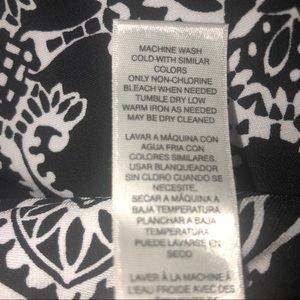 MACHINE WASH
COLD-WITH SIMILAR
COLORS
ONLY NON-CHLORINE
BLEACH WHEN NEEDED
TUMBLE DRY LOW
WARM IRON AS NEEDED
MAY BE DRY CLEANED
LAVAR A MÁQUINA CON
AGUA FRIA CON
COLORES SIMILARES.
USAR BLANQUEADOR
SIN CLORO CUANDO SE
NECESITE.
SECAR A MÁQUINA A
BAJA TEMPERATURA
PLANCHAR A BAJA
TEMPERATURA
PUEDE LAVARSE EN
SECO
LAVER À LA MACHINE À
L'EAU FROIDE AVEC DES